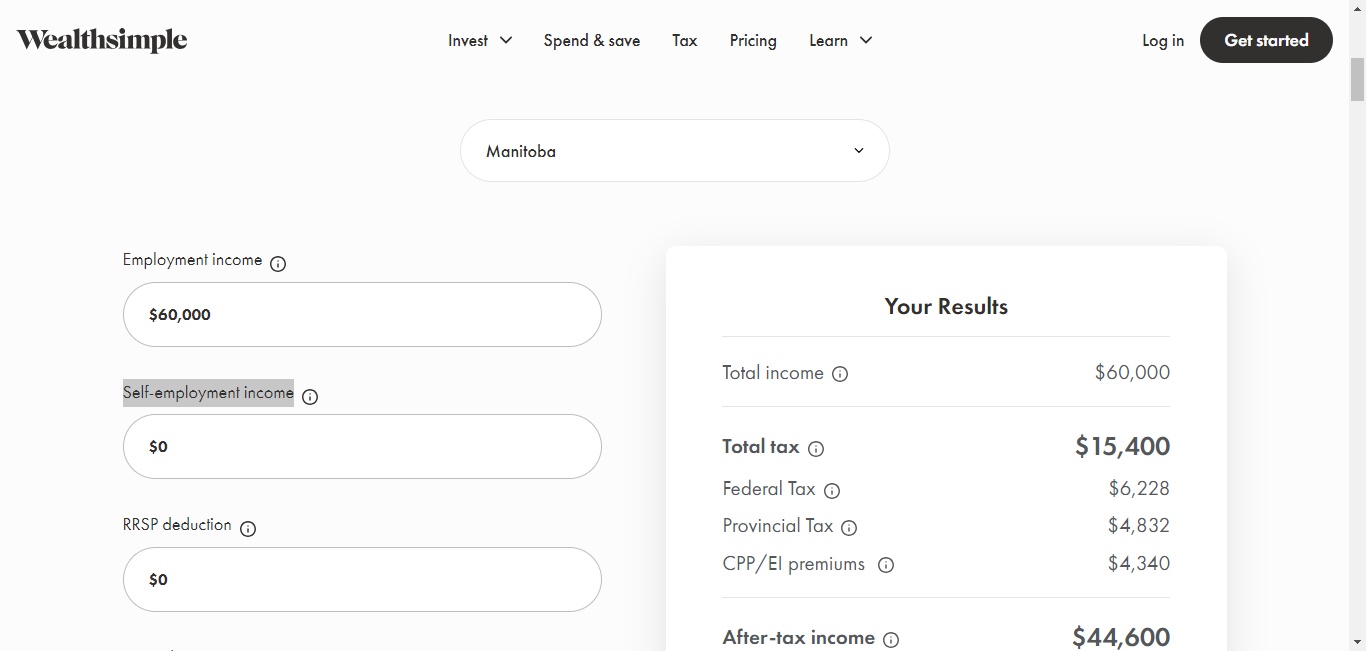 Wealthsimple
Invest
Spend & save
Tax
Pricing
Learn
Log in
Get started
Manitoba
Employment income
$60,000
Self-employment income
$0
RRSP deduction
$0
Your Results
Total income $60,000
Total tax $15,400
Federal Tax $6,228
Provincial Tax $4,832
CPP/EI premiums $4,340
After-tax income $44,600